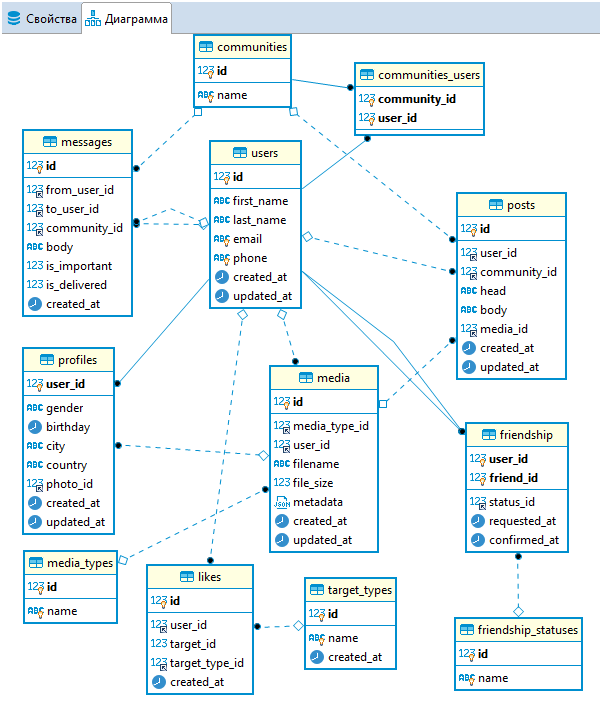 Свойства
Диаграмма
communities
123 id
ABC name
communities_users
123 community_id
123 user_id
messages
123 id
123 from_user_id
123 to_user_id
123 community_id
ABC body
123 is_important
123 is_delivered
created_at
users
123 id
ABC first_name
ABC last_name
ABC email
ABC phone
created_at
updated_at
posts
123 id
123 user_id
123 community_id
ABC head
ABC body
123 media_id
created_at
updated_at
profiles
123 user_id
ABC gender
birthday
ABC city
ABC country
123 photo_id
created_at
updated_at
media
123 id
123 media_type_id
123 user_id
ABC filename
123 file_size
JSON metadata
created_at
updated_at
friendship
123 user_id
123 friend_id
123 status_id
requested_at
confirmed_at
media_types
123 id
ABC name
likes
123 id
123 user_id
123 target_id
123 target_type_id
created_at
target_types
123 id
ABC name
created_at
friendship_statuses
123 id
ABC name